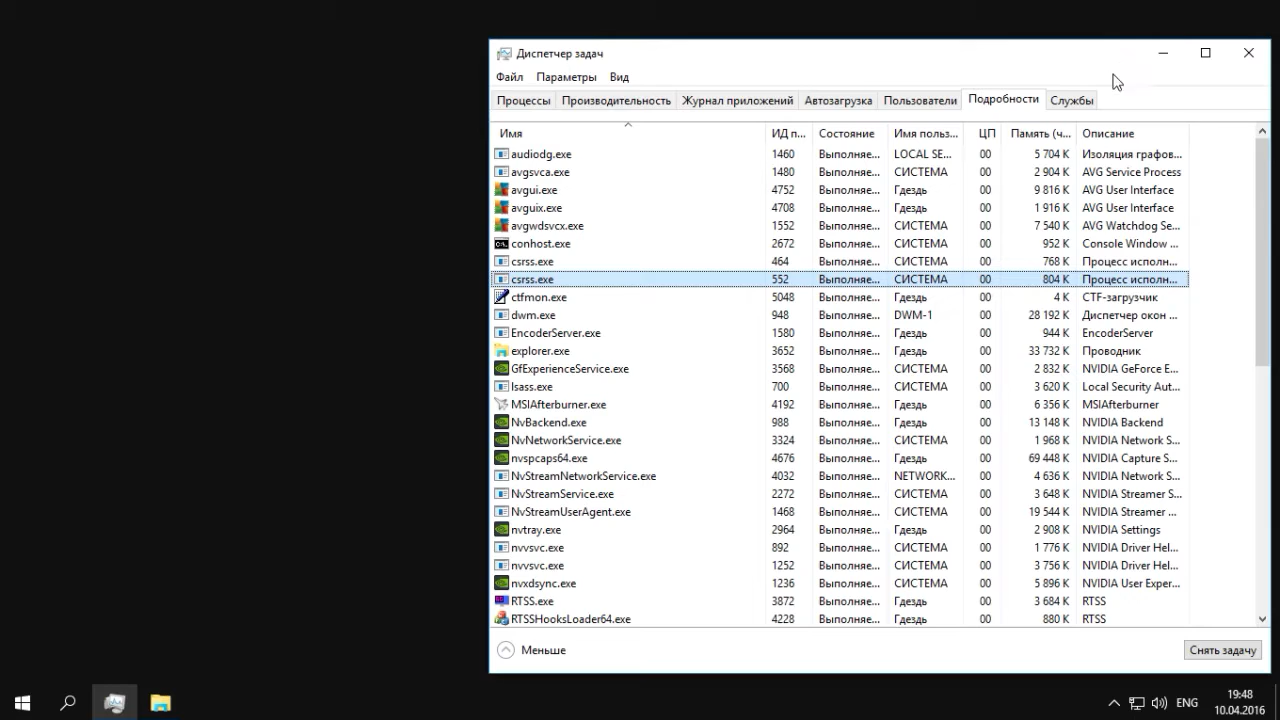 Диспетчер задач
Файл Параметры Вид
Процессы Производительность Журнал приложений Автозагрузка Пользователи Подробности Службы
Имя ИД п... Состояние Имя польз... ЦП Память (ч... Описание
audiodg.exe 1460 Выполняе... LOCAL SE... 00 5 704 K Изоляция графов...
avgsvca.exe 1480 Выполняе... СИСТЕМА 00 2 904 K AVG Service Process
avgui.exe 4752 Выполняе... Гдездь 00 9 816 K AVG User Interface
avguix.exe 4708 Выполняе... Гдездь 00 1 916 K AVG User Interface
avgwdsvcx.exe 1552 Выполняе... СИСТЕМА 00 7 540 K AVG Watchdog Se...
conhost.exe 2672 Выполняе... СИСТЕМА 00 952 K Console Window ...
csrss.exe 464 Выполняе... СИСТЕМА 00 768 K Процесс исполн...
csrss.exe 552 Выполняе... СИСТЕМА 00 804 K Процесс исполн...
ctfmon.exe 5048 Выполняе... Гдездь 00 4 K CTF-загрузчик
dwm.exe 948 Выполняе... DWM-1 00 28 192 K Диспетчер окон ...
EncoderServer.exe 1580 Выполняе... Гдездь 00 944 K EncoderServer
explorer.exe 3652 Выполняе... Гдездь 00 33 732 K Проводник
GfExperienceService.exe 3568 Выполняе... СИСТЕМА 00 2 832 K NVIDIA GeForce E...
lsass.exe 700 Выполняе... СИСТЕМА 00 3 620 K Local Security Aut...
MSIAfterburner.exe 4192 Выполняе... Гдездь 00 6 356 K MSIAfterburner
NvBackend.exe 988 Выполняе... Гдездь 00 13 148 K NVIDIA Backend
NvNetworkService.exe 3324 Выполняе... СИСТЕМА 00 1 968 K NVIDIA Network S...
nvspcaps64.exe 4676 Выполняе... Гдездь 00 69 448 K NVIDIA Capture S...
NvStreamNetworkService.exe 4032 Выполняе... NETWORK... 00 4 636 K NVIDIA Network S...
NvStreamService.exe 2272 Выполняе... СИСТЕМА 00 3 648 K NVIDIA Streamer S...
NvStreamUserAgent.exe 1468 Выполняе... СИСТЕМА 00 19 544 K NVIDIA Streamer ...
nvtray.exe 2964 Выполняе... Гдездь 00 2 908 K NVIDIA Settings
nvvsvc.exe 892 Выполняе... СИСТЕМА 00 1 776 K NVIDIA Driver Hel...
nvvsvc.exe 1252 Выполняе... СИСТЕМА 00 3 756 K NVIDIA Driver Hel...
nvxdsync.exe 1236 Выполняе... СИСТЕМА 00 5 896 K NVIDIA User Exper...
RTSS.exe 3872 Выполняе... Гдездь 00 3 684 K RTSS
RTSSHooksLoader64.exe 4228 Выполняе... Гдездь 00 880 K RTSS
Меньше Снять задачу
ENG 19:48
10.04.2016